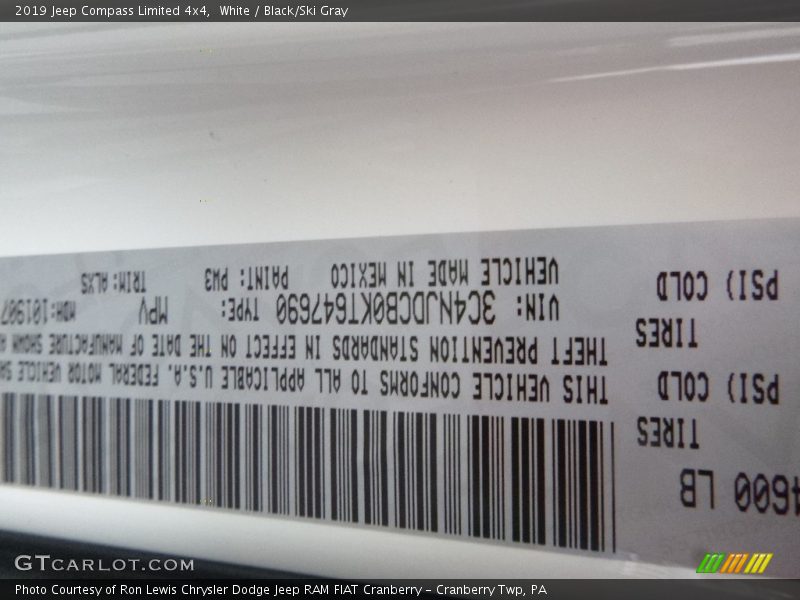 2019 Jeep Compass Limited 4x4, White / Black/Ski Gray
4600 LB
TIRES
PSI) COLD
TIRES
PSI) COLD
THIS VEHICLE CONFORMS TO ALL APPLICABLE U.S.A. FEDERAL MOTOR VEHICLE
THEFT PREVENTION STANDARDS IN EFFECT ON THE DATE OF MANUFACTURE SHOWN
VIN: 3C4NJDCB0KT647690 TYPE: MPV MDH:101907
VEHICLE MADE IN MEXICO PAINT: PW3 TRIM: ALXS
GTCARLOT.COM
Photo Courtesy of Ron Lewis Chrysler Dodge Jeep RAM FIAT Cranberry – Cranberry Twp, PA